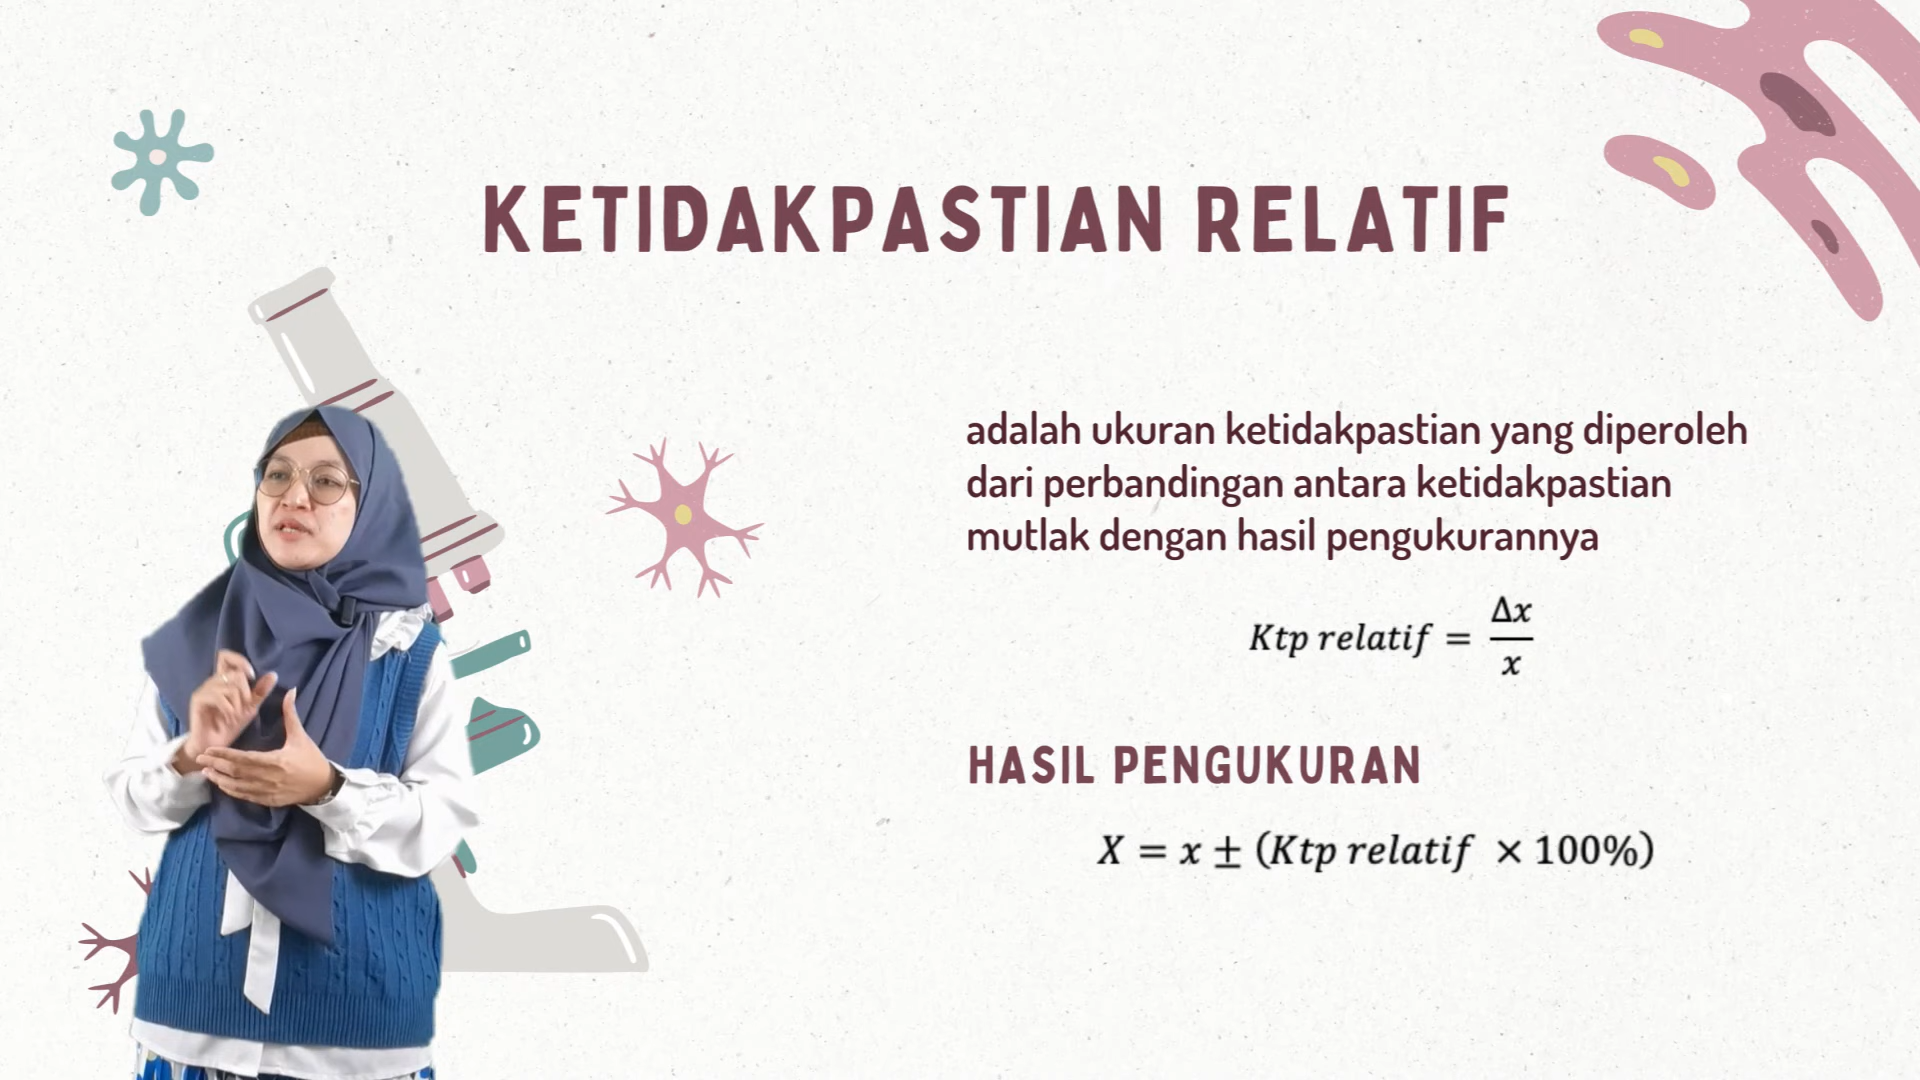 KETIDAKPASTIAN RELATIF
adalah ukuran ketidakpastian yang diperoleh
dari perbandingan antara ketidakpastian
mutlak dengan hasil pengukurannya
Ktp relatif = Δx/x
HASIL PENGUKURAN
X = x ± (Ktp relatif × 100%)